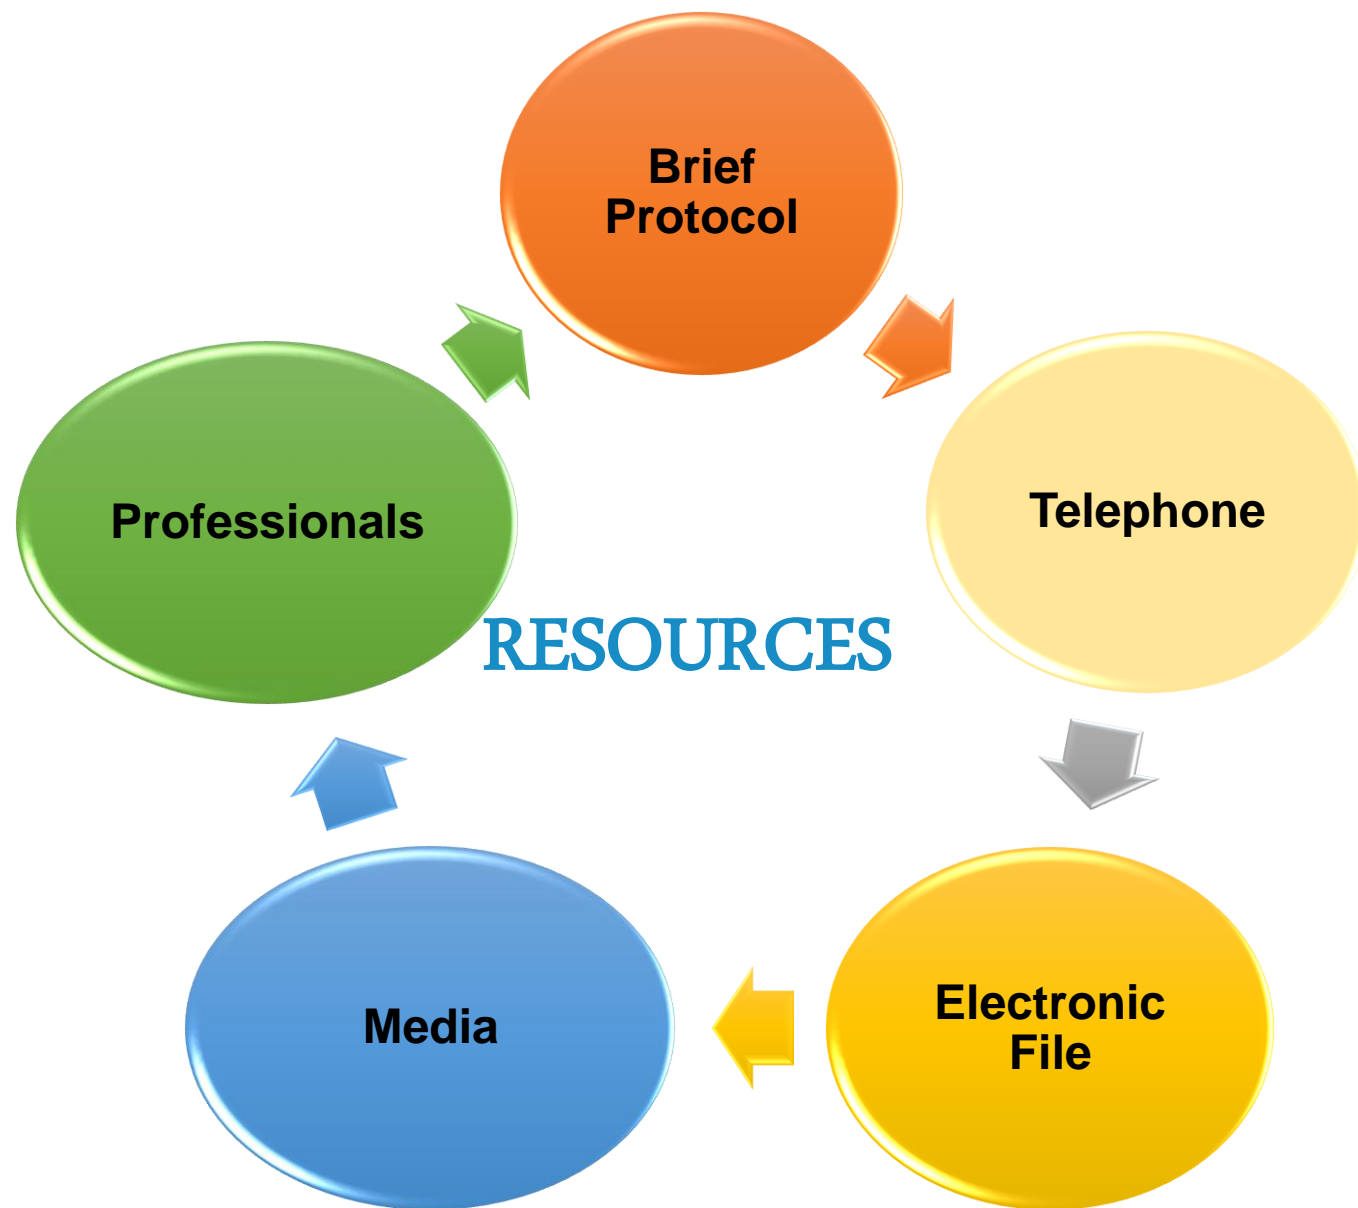 Brief
Protocol
Telephone
Professionals
RESOURCES
Electronic
File
Media